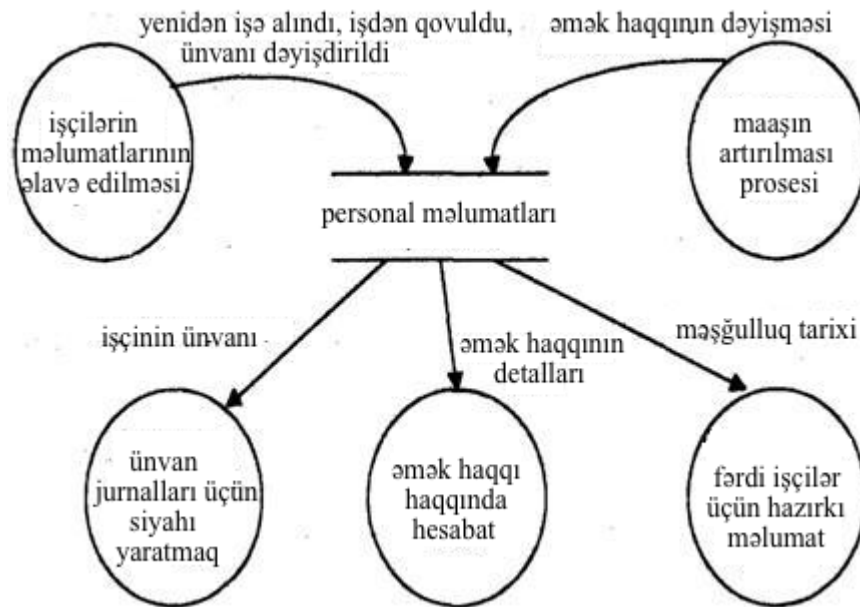 yenidən işə alındı, işdən qovuldu,
ünvanı dəyişdirildi
əmək haqqının dəyişməsi
işçilərin
məlumatlarının
əlavə edilməsi
maaşın
artırılması
prosesi
personal məlumatları
işçinin ünvanı
əmək haqqının
detalları
məşğulluq tarixi
ünvan
jurnalları üçün
siyahı
yaratmaq
əmək haqqı
haqqında
hesabat
fərdi işçilər
üçün hazırkı
məlumat